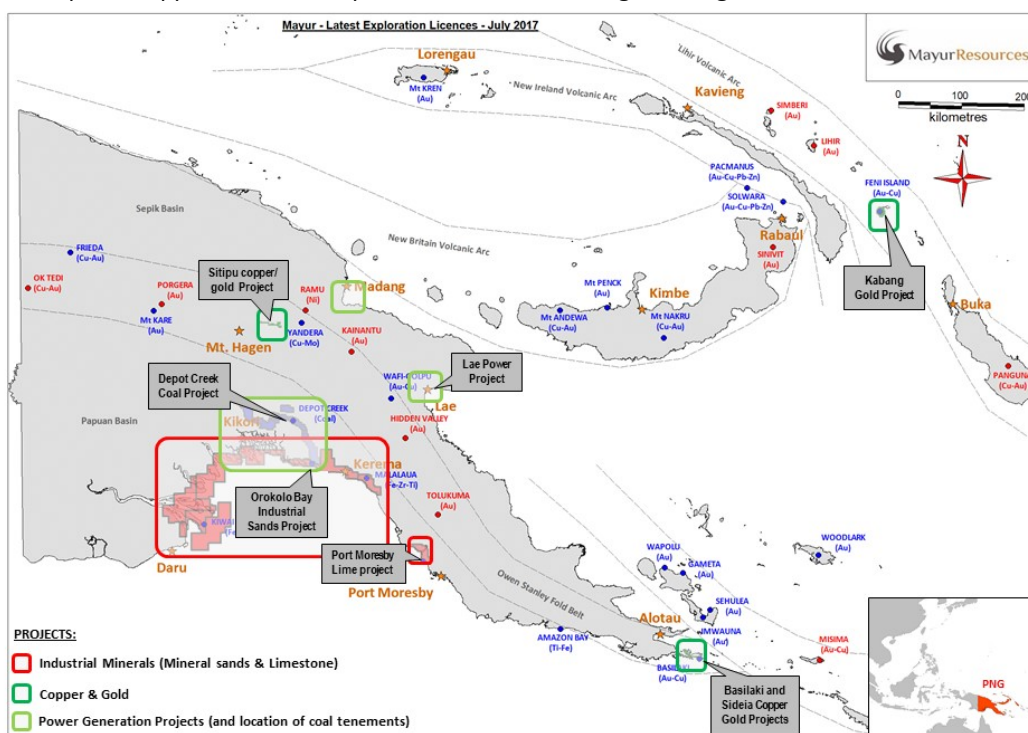 Mayur - Latest Exploration Licences - July 2017
MayurResources
0 100 200
kilometres
N
Lorengau
Mt KREN
(Au)
Lihir Volcanic Arc
New Ireland Volcanic Arc
Kavieng
SIMBERI
(Au)
LIHIR
(Au)
PACMANUS
(Au-Cu-Pb-Zn)
SOLWARA
(Au-Cu-Pb-Zn)
FENI ISLAND
(Au-Cu)
Kabang
Gold Project
Rabaul
SINIVIT
(Au)
Sepik Basin
New Britain Volcanic Arc
FRIEDA
(Cu-Au)
OK TEDI
(Cu-Au)
PORGERA
(Au)
Mt KARE
(Au)
Sitipu copper/
gold Project
Mt. Hagen
RAMU
(Ni)
YANDERA
(Cu-Mo)
Madang
KAINANTU
(Au)
Mt PENCK
(Au)
Kimbe
Mt ANDEWA
(Cu-Au)
Mt NAKRU
(Cu-Au)
Buka
PANGUNA
(Cu-Au)
WAFI-GOLPU
(Au-Cu)
Lae Power
Project
Lae
HIDDEN VALLEY
(Au)
Depot Creek
Coal Project
Papuan Basin
DEPOT CREEK
(Coal)
Kikori
Kerema
MALALAUA
(Fe-Zr-Ti)
Orokolo Bay
Industrial
Sands Project
TOLUKUMA
(Au)
Daru
Port Moresby
Lime project
Port Moresby
Owen Stanley Fold Belt
WAPOLU
(Au)
GAMETA
(Au)
WOODLARK
(Au)
SEHULEA
(Au)
IMWAUNA
(Au)
Alotau
AMAZON BAY
(Ti-Fe)
BASILAKI
(Au-Cu)
MISIMA
(Au-Cu)
Basilaki and
Sideia Copper
Gold Projects
PNG
PROJECTS:
Industrial Minerals (Mineral sands & Limestone)
Copper & Gold
Power Generation Projects (and location of coal tenements)